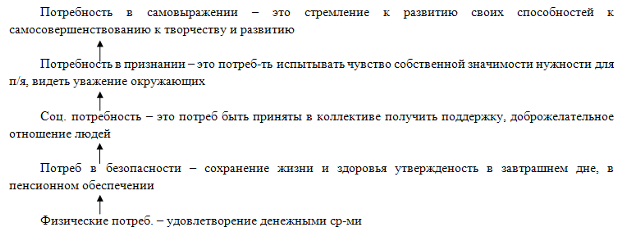 Потребность в самовыражении – это стремление к развитию своих способностей к
самосовершенствованию к творчеству и развитию
Потребность в признании – это потреб-ть испытывать чувство собственной значимости нужности для
п/я, видеть уважение окружающих
Соц. потребность – это потреб быть приняты в коллективе получить поддержку, доброжелательное
отношение людей
Потреб в безопасности – сохранение жизни и здоровья утвержденость в завтрашнем дне, в
пенсионном обеспечении
Физические потреб. – удовлетворение денежными ср-ми